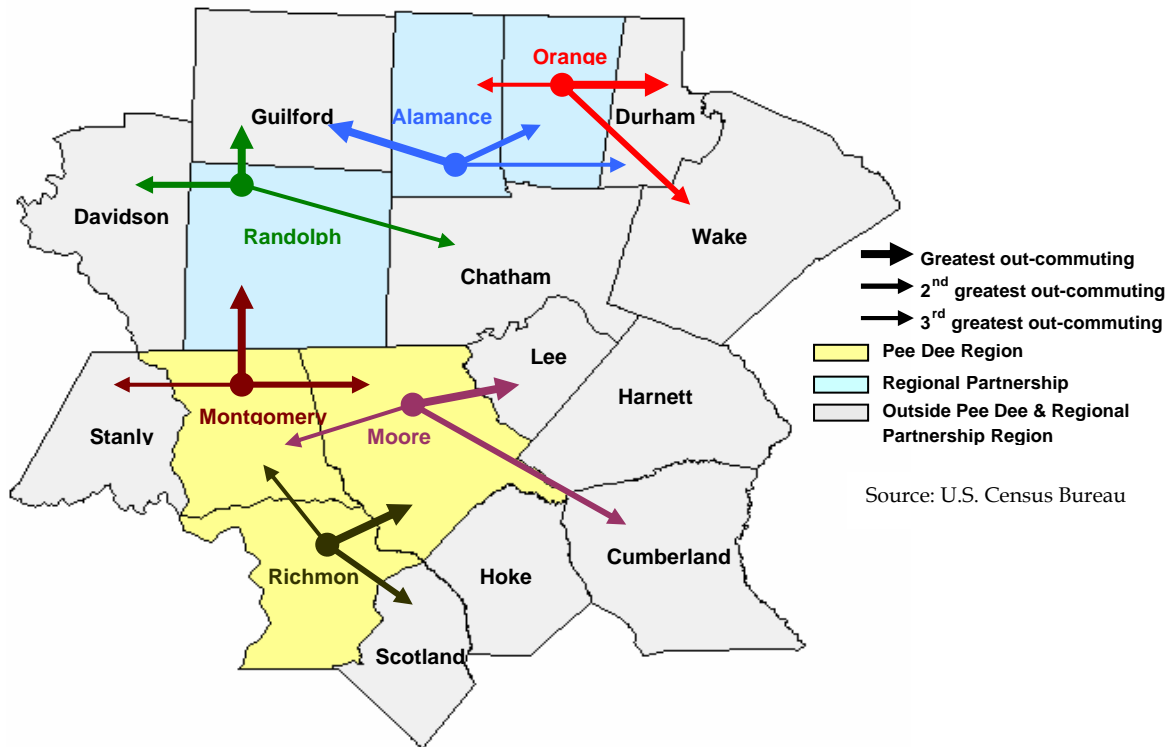 Orange
Guilford
Alamance
Durham
Davidson
Randolph
Wake
Chatham
Lee
Montgomery
Stanly
Moore
Harnett
Richmon
Hoke
Cumberland
Scotland
Greatest out-commuting
2nd greatest out-commuting
3rd greatest out-commuting
Pee Dee Region
Regional Partnership
Outside Pee Dee & Regional
Partnership Region
Source: U.S. Census Bureau